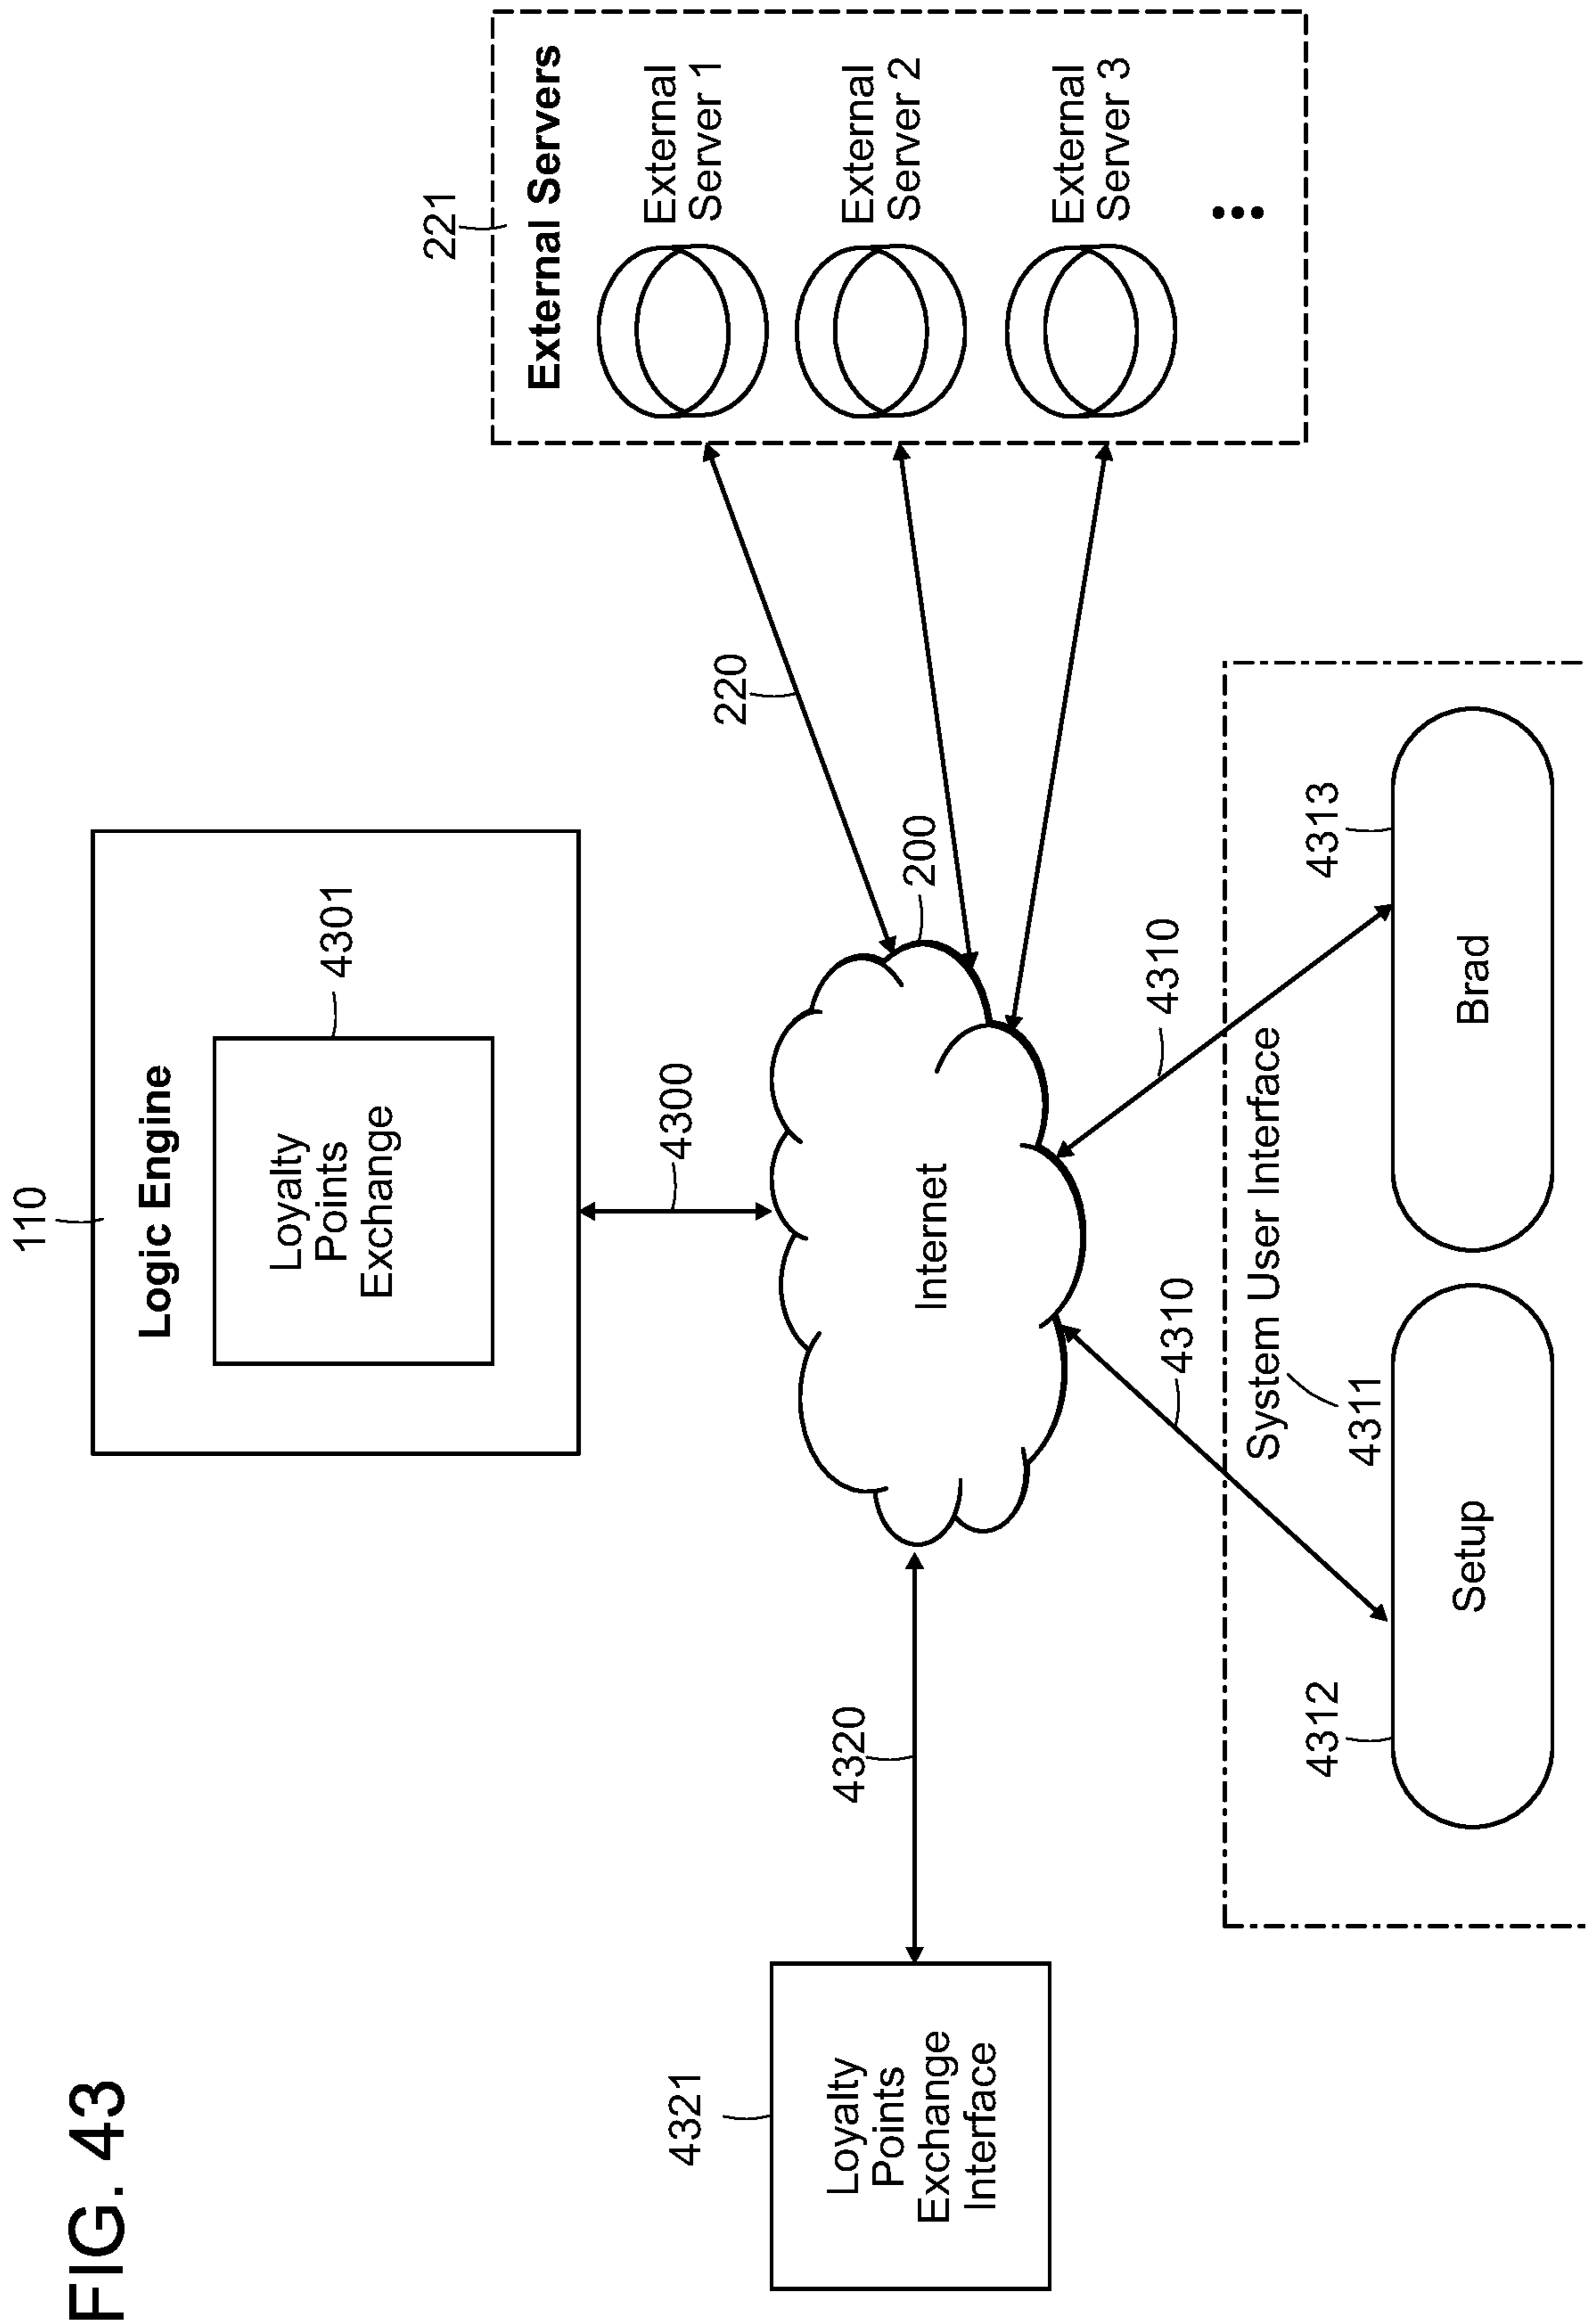 FIG. 43
110
Logic Engine
Loyalty
Points
Exchange
4301
4300
221
External Servers
External
Server 1
External
Server 2
External
Server 3
220
200
Internet
4321
Loyalty
Points
Exchange
Interface
4320
4310
4310
System User Interface
4311
4312
Setup
4313
Brad